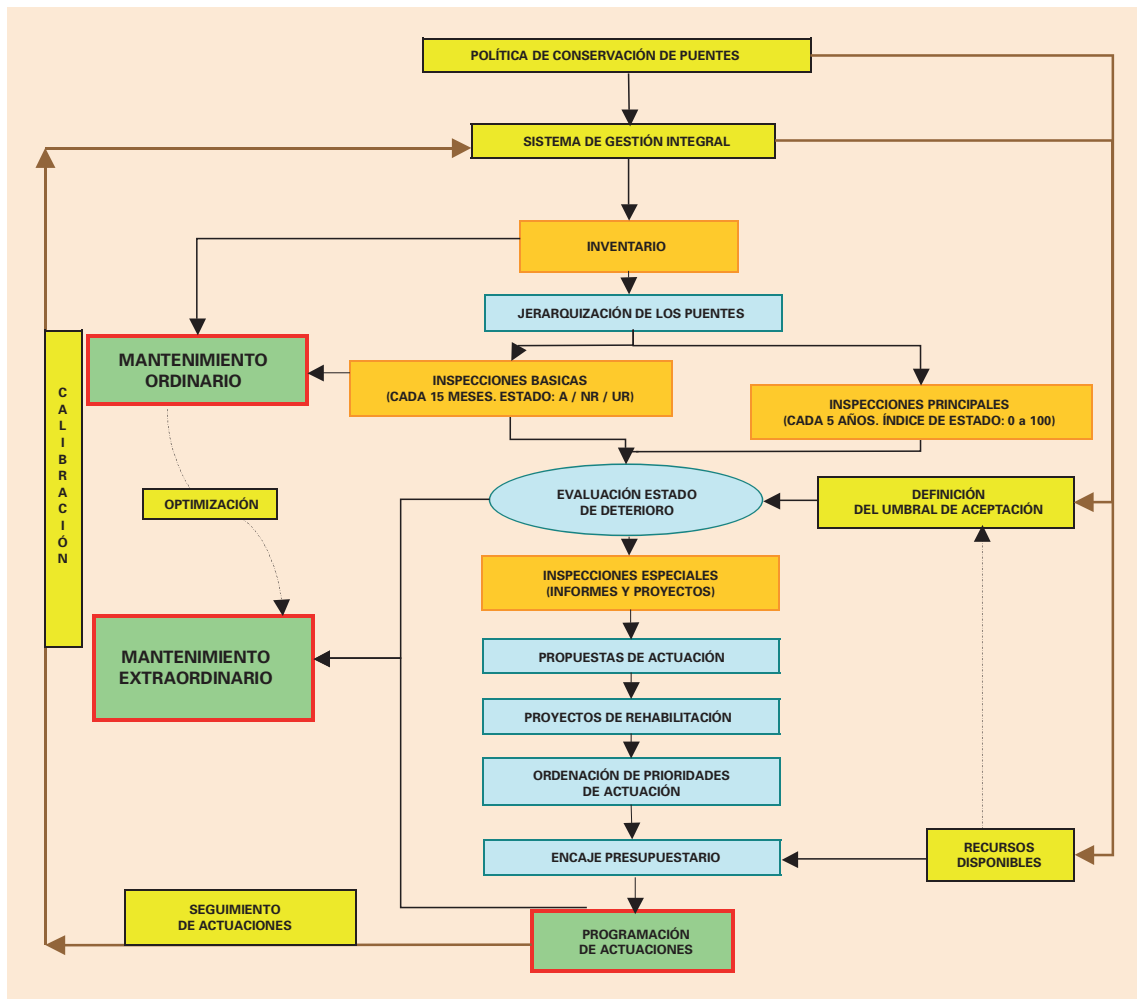 POLÍTICA DE CONSERVACIÓN DE PUENTES
SISTEMA DE GESTIÓN INTEGRAL
INVENTARIO
JERARQUIZACIÓN DE LOS PUENTES
MANTENIMIENTO
ORDINARIO
INSPECCIONES BASICAS
(CADA 15 MESES. ESTADO: A / NR / UR)
INSPECCIONES PRINCIPALES
(CADA 5 AÑOS. ÍNDICE DE ESTADO: 0 a 100)
CALIBRACIÓN
OPTIMIZACIÓN
EVALUACIÓN ESTADO
DE DETERIORO
DEFINICIÓN
DEL UMBRAL DE ACEPTACIÓN
INSPECCIONES ESPECIALES
(INFORMES Y PROYECTOS)
MANTENIMIENTO
EXTRAORDINARIO
PROPUESTAS DE ACTUACIÓN
PROYECTOS DE REHABILITACIÓN
ORDENACIÓN DE PRIORIDADES
DE ACTUACIÓN
ENCAJE PRESUPUESTARIO
RECURSOS
DISPONIBLES
SEGUIMIENTO
DE ACTUACIONES
PROGRAMACIÓN
DE ACTUACIONES